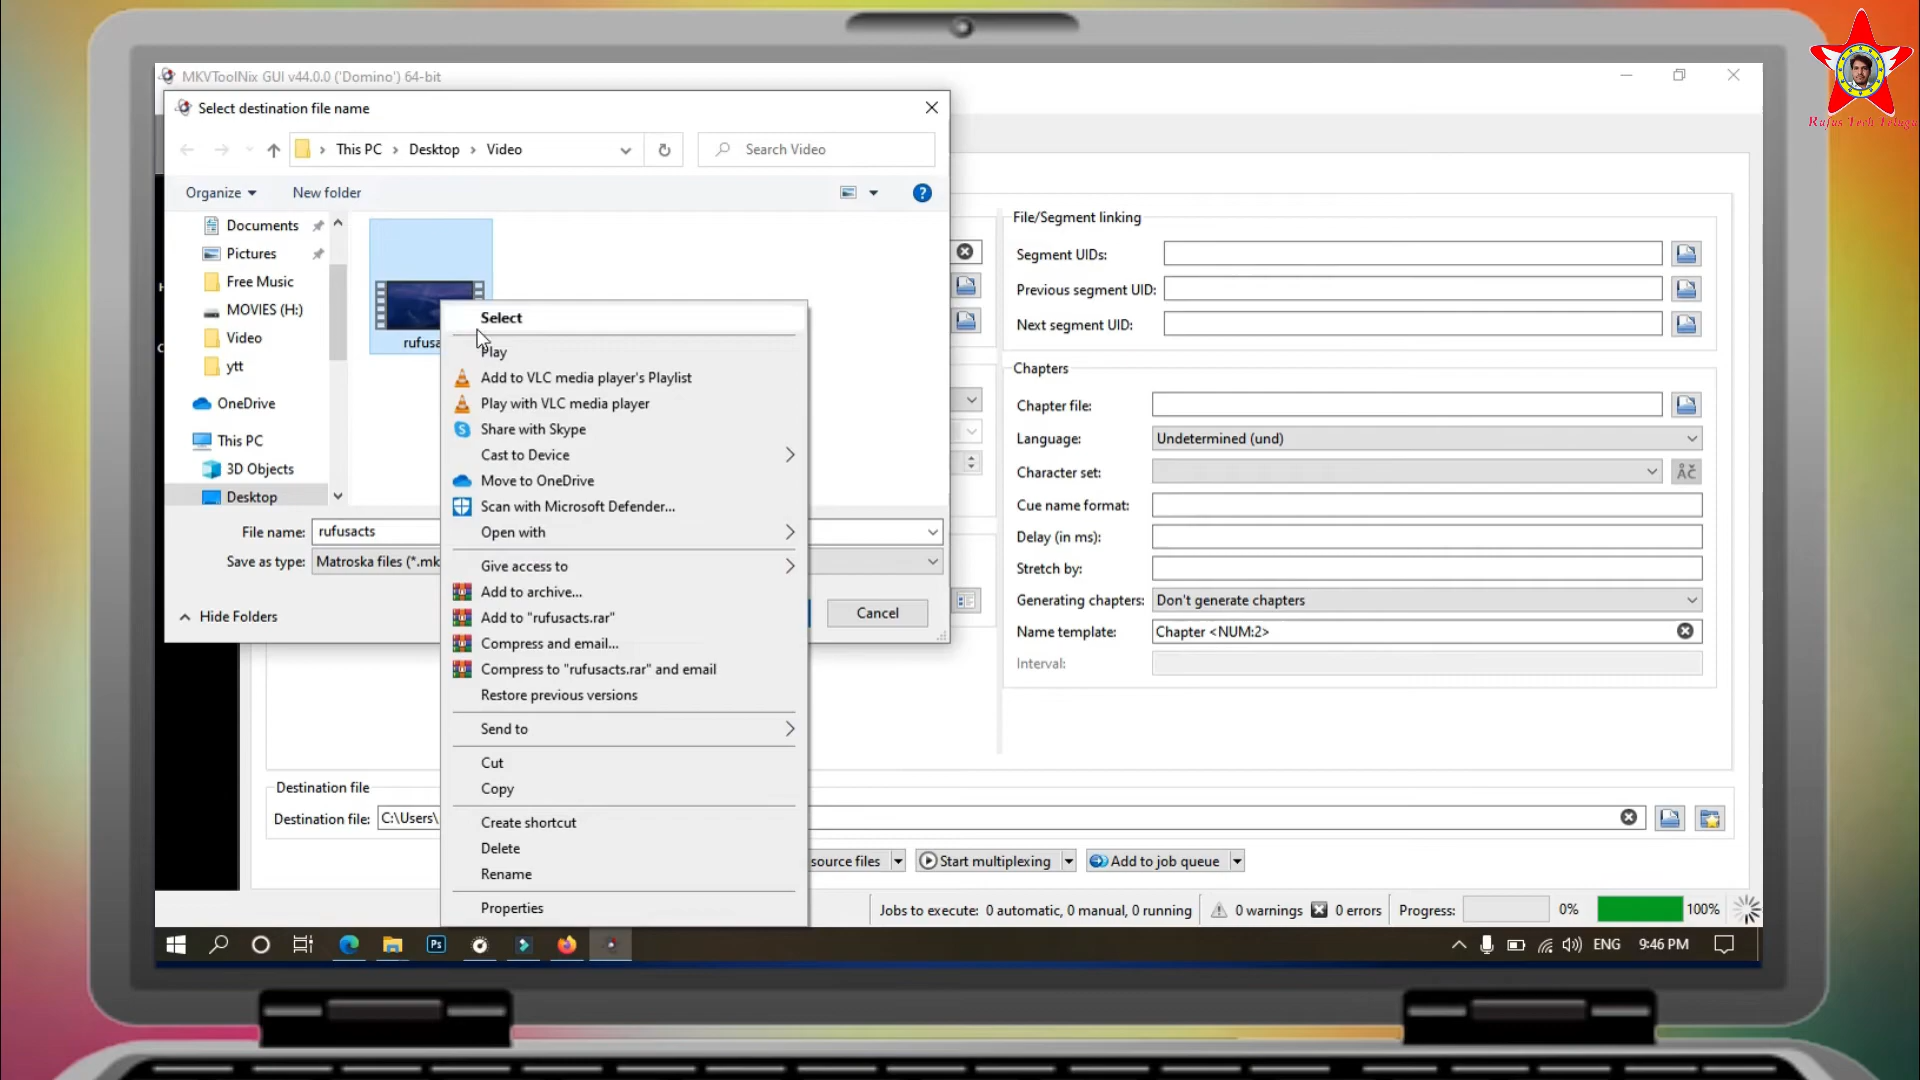 MKVToolNix GUI v44.0.0 ('Domino') 64-bit
Rufus Tech Telugu
Select destination file name
This PC > Desktop > Video
Search Video
Organize
New folder
Documents
Pictures
Free Music
MOVIES (H:)
Video
ytt
OneDrive
This PC
3D Objects
Desktop
rufusa
File name: rufusacts
Save as type: Matroska files (*.mk
Hide Folders
Cancel
Select
Play
Add to VLC media player's Playlist
Play with VLC media player
Share with Skype
Cast to Device
Move to OneDrive
Scan with Microsoft Defender...
Open with
Give access to
Add to archive...
Add to "rufusacts.rar"
Compress and email...
Compress to "rufusacts.rar" and email
Restore previous versions
Send to
Cut
Copy
Create shortcut
Delete
Rename
Properties
File/Segment linking
Segment UIDs:
Previous segment UID:
Next segment UID:
Chapters
Chapter file:
Language: Undetermined (und)
Character set:
Cue name format:
Delay (in ms):
Stretch by:
Generating chapters: Don't generate chapters
Name template: Chapter <NUM:2>
Interval:
Destination file
Destination file: C:\Users\
source files
Start multiplexing
Add to job queue
Jobs to execute: 0 automatic, 0 manual, 0 running
0 warnings
0 errors
Progress:
0%
100%
Ps
ENG
9:46 PM